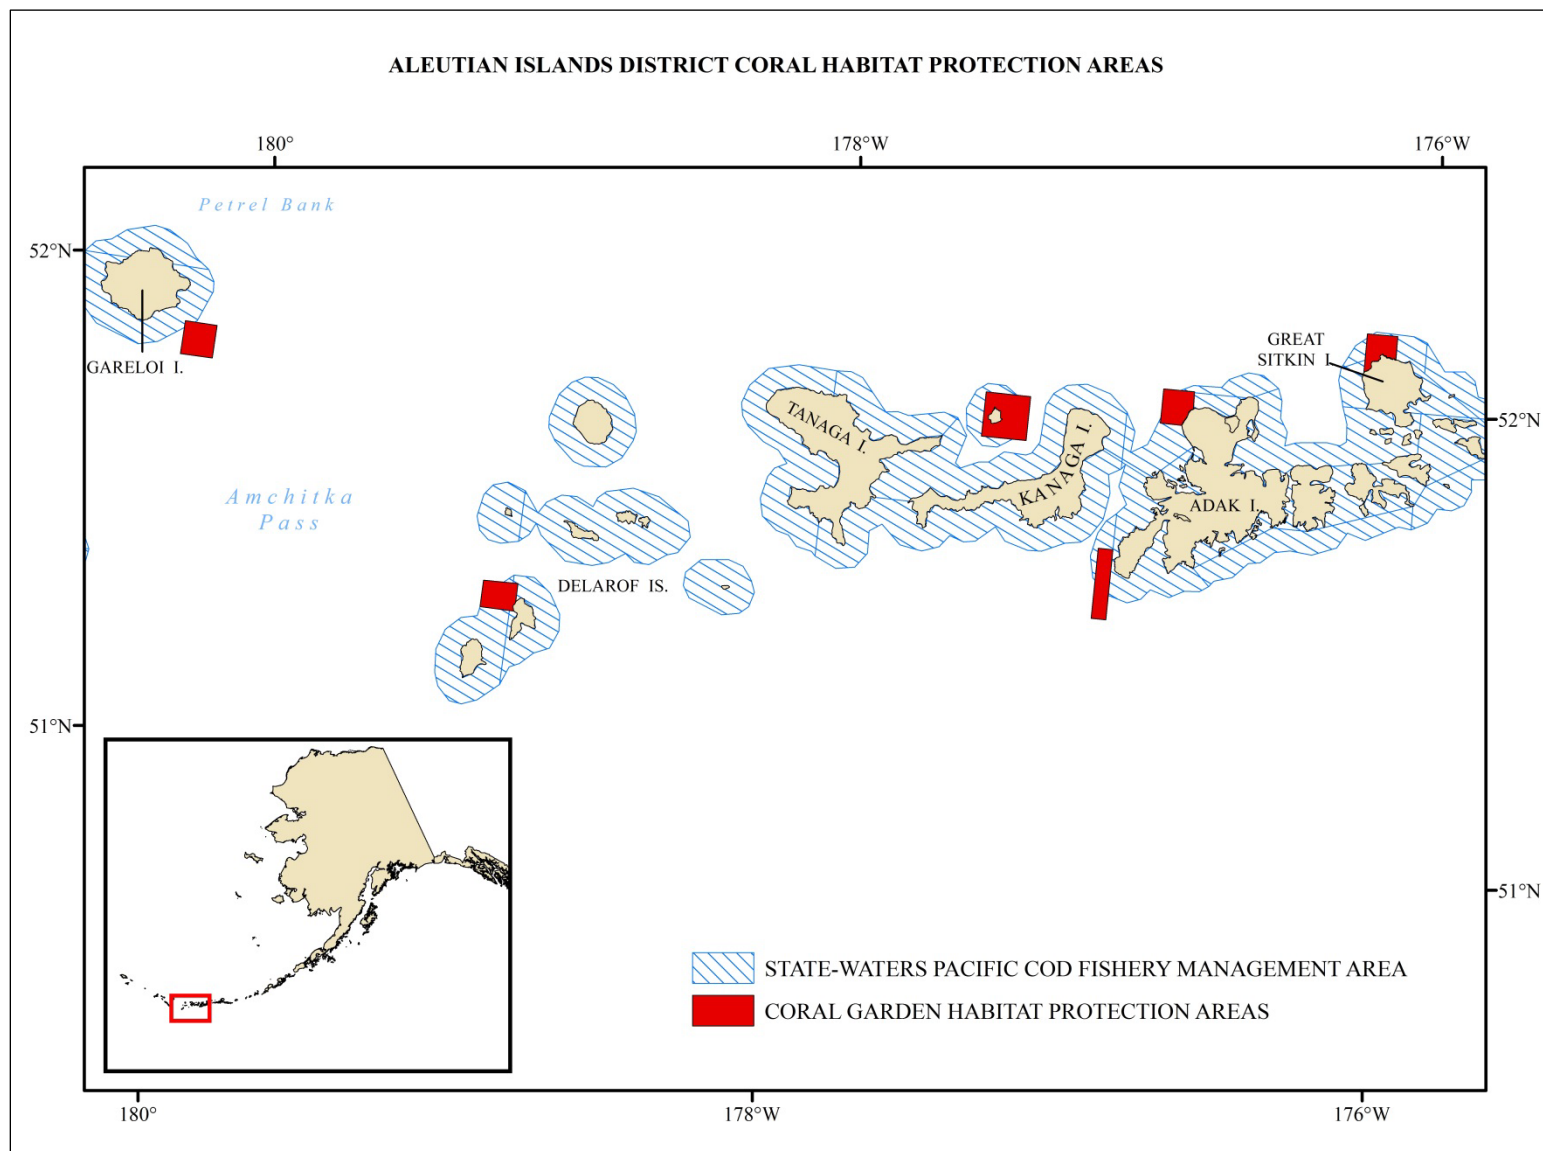 ALEUTIAN ISLANDS DISTRICT CORAL HABITAT PROTECTION AREAS
180°
178°W
176°W
Petrel Bank
52°N
GARELOI I.
GREAT
SITKIN I.
TANAGA I.
KANAGA I.
52°N
ADAK I.
Amchitka
Pass
DELAROF IS.
51°N
51°N
STATE-WATERS PACIFIC COD FISHERY MANAGEMENT AREA
CORAL GARDEN HABITAT PROTECTION AREAS
180°
178°W
176°W